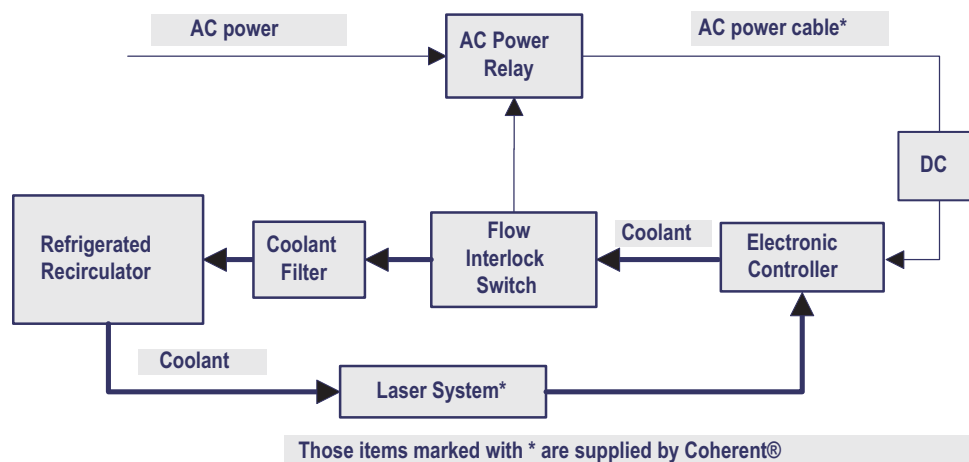 AC power
AC Power
Relay
AC power cable*
DC
Refrigerated
Recirculator
Coolant
Filter
Flow
Interlock
Switch
Coolant
Electronic
Controller
Coolant
Laser System*
Those items marked with * are supplied by Coherent®